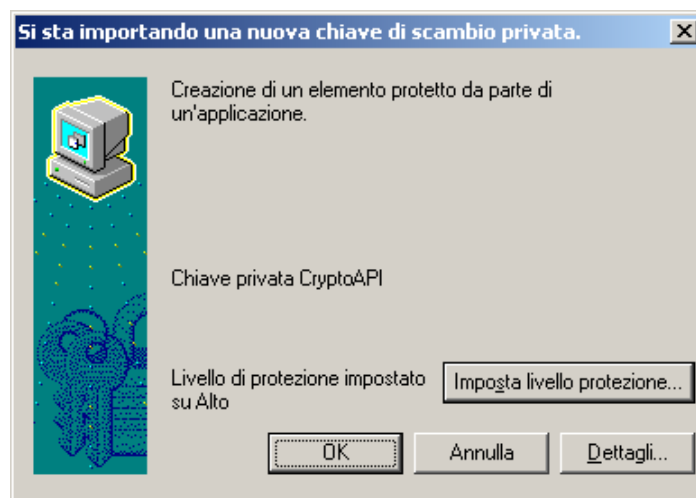 Si sta importando una nuova chiave di scambio privata.
Creazione di un elemento protetto da parte di
un'applicazione.
Chiave privata CryptoAPI
Livello di protezione impostato
su Alto
Imposta livello protezione...
OK
Annulla
Dettagli...